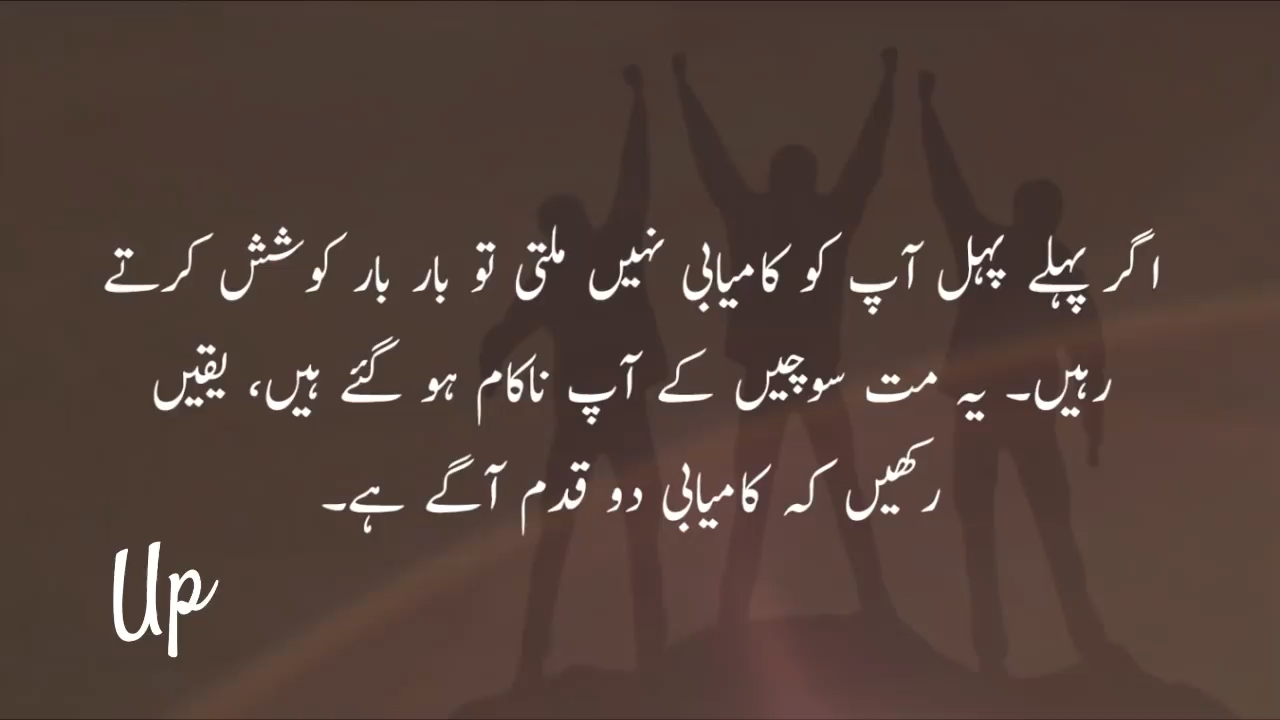 اگر پہلے پہل آپ کو کامیابی نہیں ملتی تو بار بار کوشش کرتے
رہیں۔ یہ مت سوچیں کے آپ ناکام ہو گئے ہیں، یقیں
رکھیں کہ کامیابی دو قدم آگے ہے۔
Up